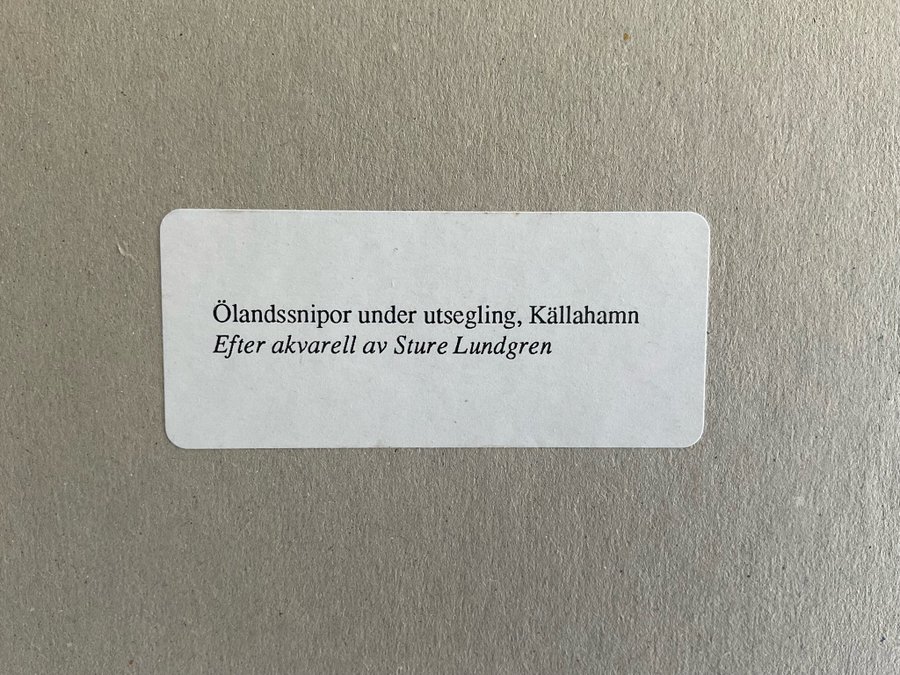 Ölandssnipor under utsegling, Källahamn
Efter akvarell av Sture Lundgren